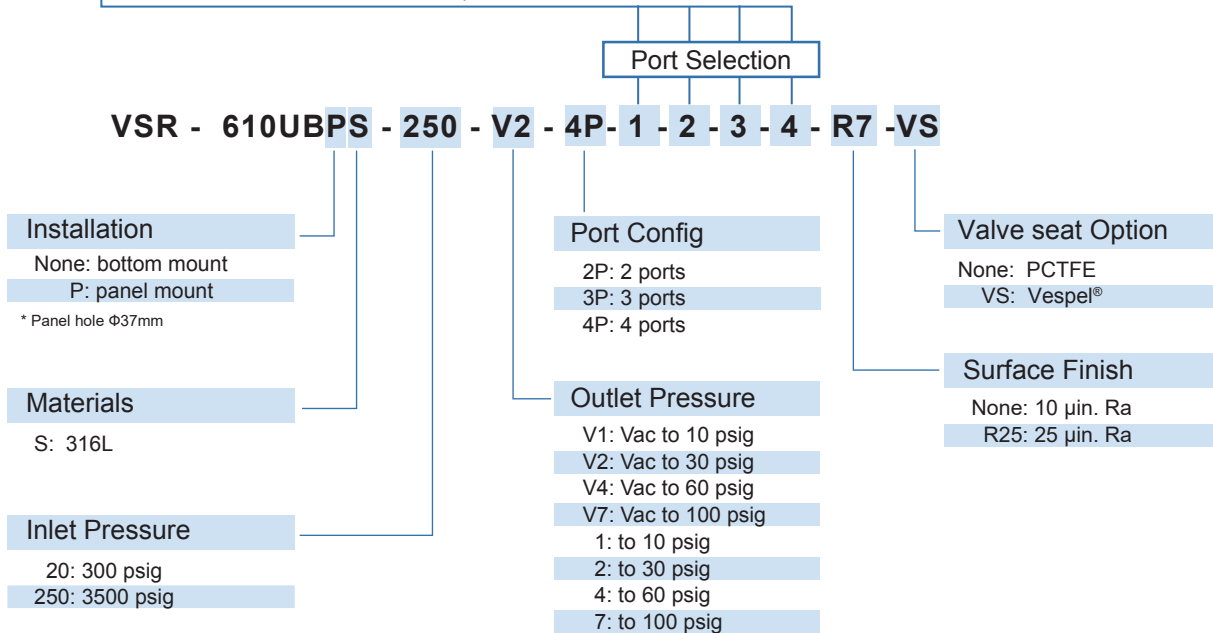 Port Selection
VSR - 610UBPS - 250 - V2 - 4P- 1 - 2 - 3 - 4 - R7 -VS
Installation
None: bottom mount
P: panel mount
* Panel hole Φ37mm
Materials
S: 316L
Inlet Pressure
20: 300 psig
250: 3500 psig
Port Config
2P: 2 ports
3P: 3 ports
4P: 4 ports
Outlet Pressure
V1: Vac to 10 psig
V2: Vac to 30 psig
V4: Vac to 60 psig
V7: Vac to 100 psig
1: to 10 psig
2: to 30 psig
4: to 60 psig
7: to 100 psig
Valve seat Option
None: PCTFE
VS: Vespel®
Surface Finish
None: 10 µin. Ra
R25: 25 µin. Ra